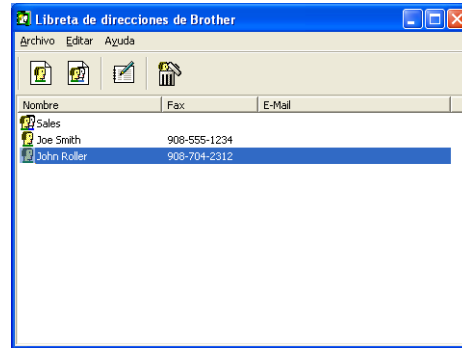 Libreta de direcciones de Brother
Archivo Editar Ayuda
Nombre Fax E-Mail
Sales
Joe Smith 908-555-1234
John Roller 908-704-2312